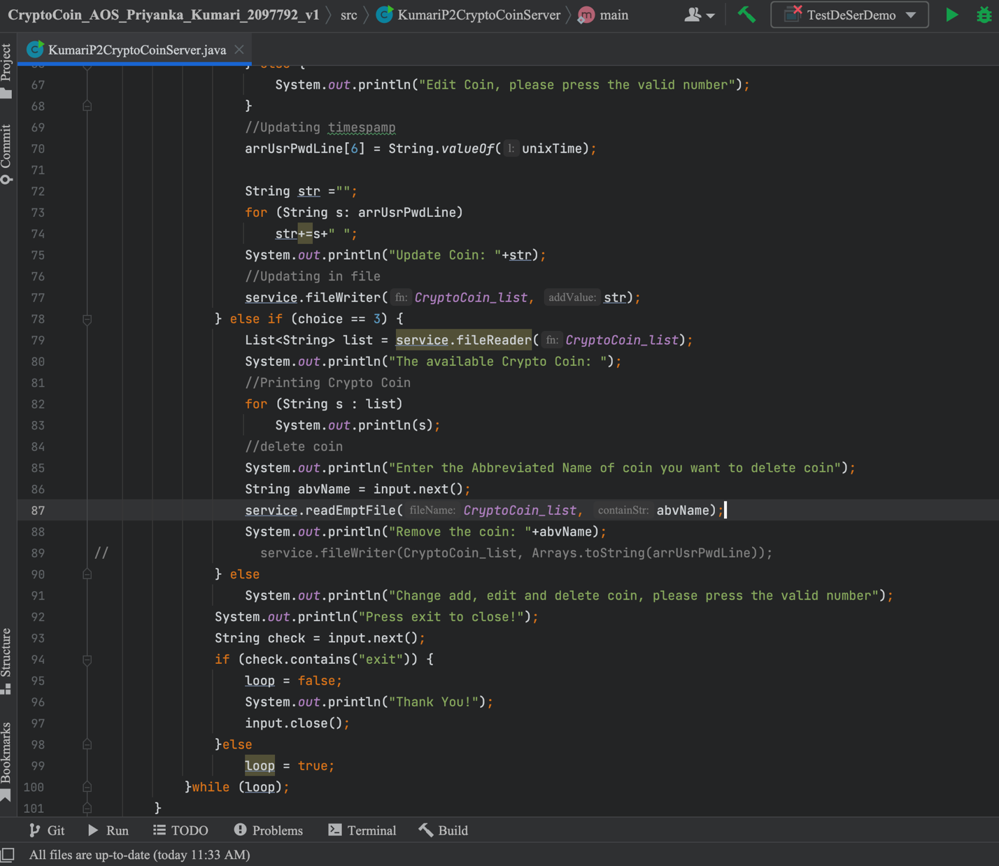 CryptoCoin_AOS_Priyanka_Kumari_2097792_v1 src KumariP2CryptoCoinServer main TestDeSerDemo
KumariP2CryptoCoinServer.java
Project
Commit
Structure
Bookmarks
} else {
67 System.out.println("Edit Coin, please press the valid number");
68 }
69 //Updating timespamp
70 arrUsrPwdLine[6] = String.valueOf( l: unixTime);
71
72 String str ="";
73 for (String s: arrUsrPwdLine)
74 str+=s+" ";
75 System.out.println("Update Coin: "+str);
76 //Updating in file
77 service.fileWriter( fn: CryptoCoin_list, addValue: str);
78 } else if (choice == 3) {
79 List<String> list = service.fileReader( fn: CryptoCoin_list);
80 System.out.println("The available Crypto Coin: ");
81 //Printing Crypto Coin
82 for (String s : list)
83 System.out.println(s);
84 //delete coin
85 System.out.println("Enter the Abbreviated Name of coin you want to delete coin");
86 String abvName = input.next();
87 service.readEmptFile( fileName: CryptoCoin_list, containStr: abvName);
88 System.out.println("Remove the coin: "+abvName);
89 // service.fileWriter(CryptoCoin_list, Arrays.toString(arrUsrPwdLine));
90 } else
91 System.out.println("Change add, edit and delete coin, please press the valid number");
92 System.out.println("Press exit to close!");
93 String check = input.next();
94 if (check.contains("exit")) {
95 loop = false;
96 System.out.println("Thank You!");
97 input.close();
98 }else
99 loop = true;
100 }while (loop);
101 }
Git Run TODO Problems Terminal Build
All files are up-to-date (today 11:33 AM)